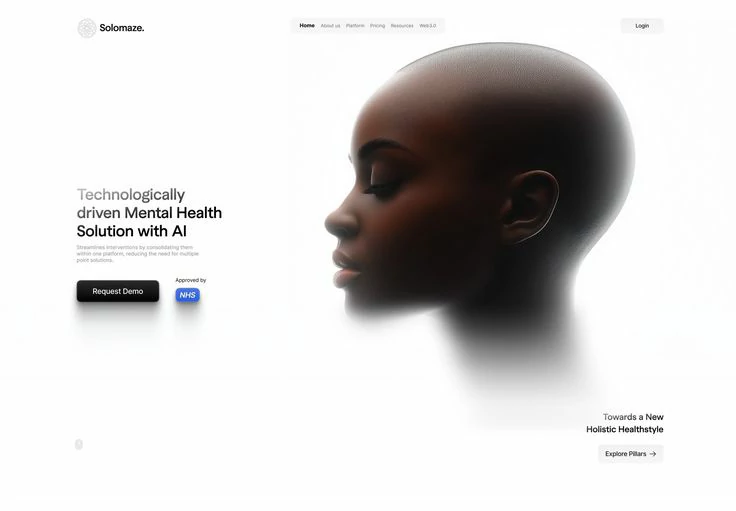 Solomaze.
Home About us Platform Pricing Resources Web3.0
Login
Technologically
driven Mental Health
Solution with AI
Streamlines interventions by consolidating them
within one platform, reducing the need for multiple
point solutions.
Request Demo
Approved by
NHS
Towards a New
Holistic Healthstyle
Explore Pillars →